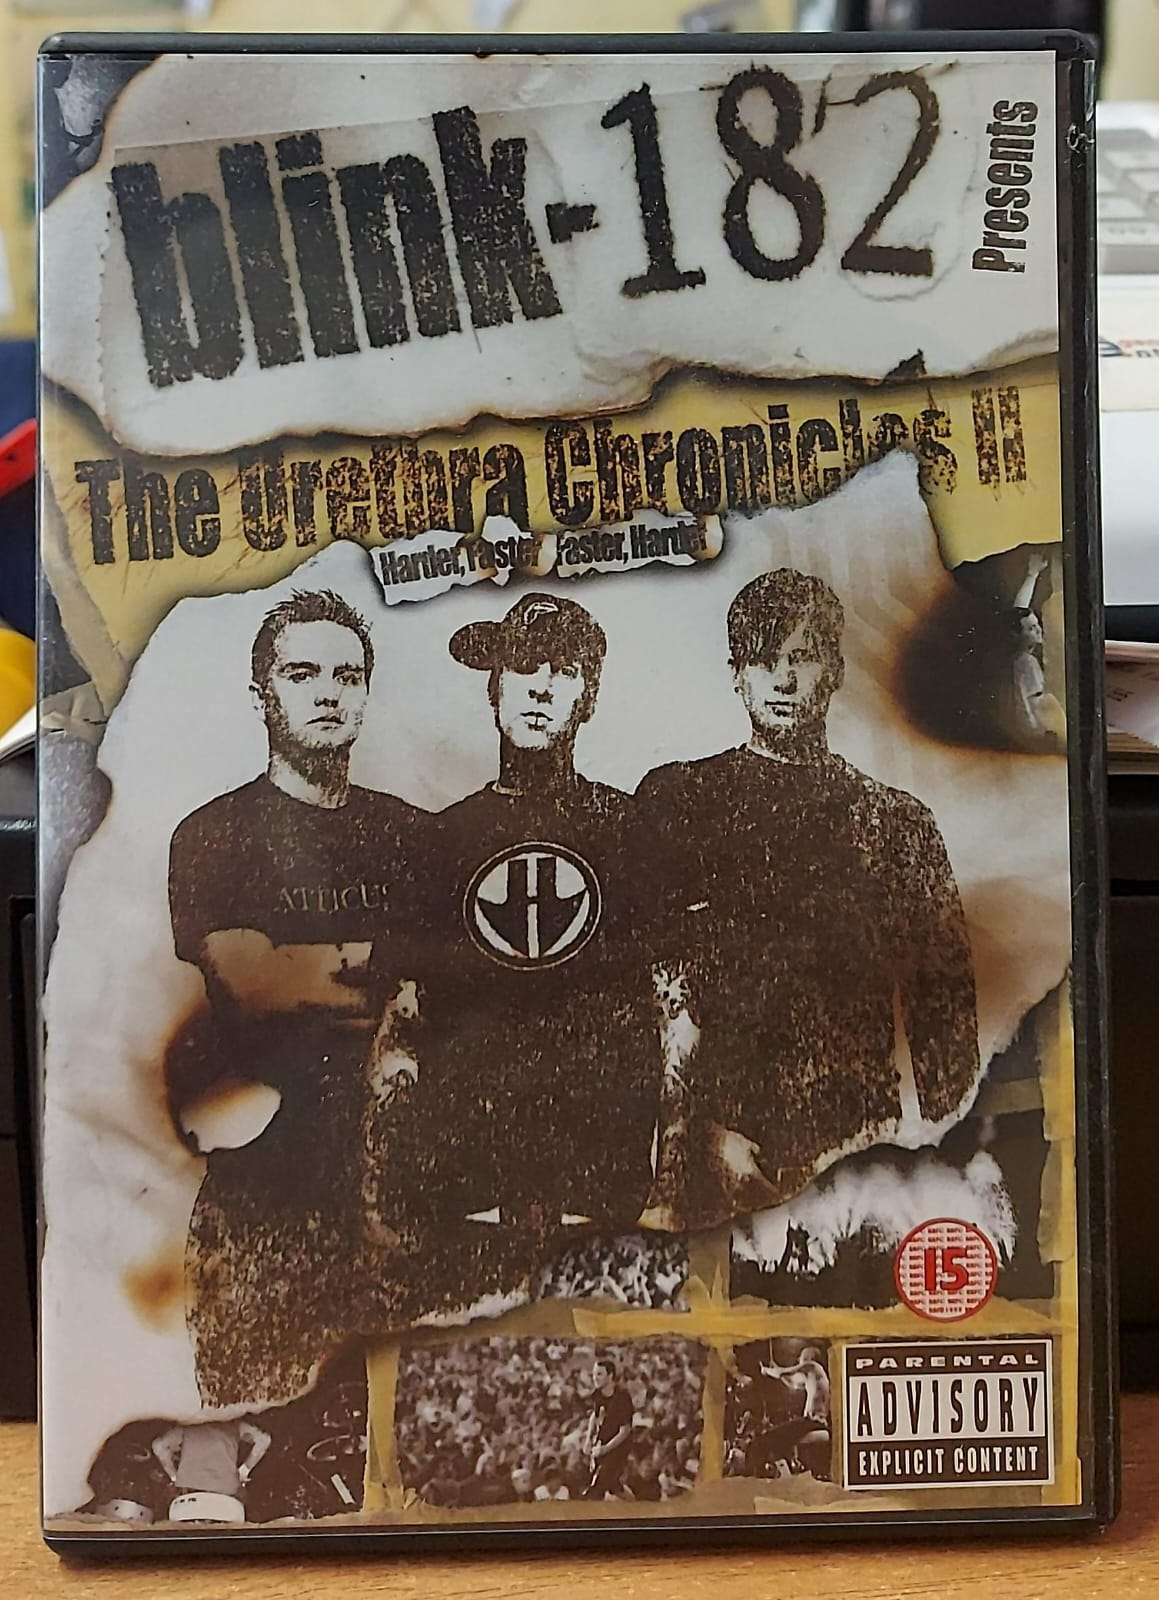 blink-182
Presents
The Urethra Chronicles II
Harder, Faster Faster, Harder
ATTICUS
15
PARENTAL
ADVISORY
EXPLICIT CONTENT